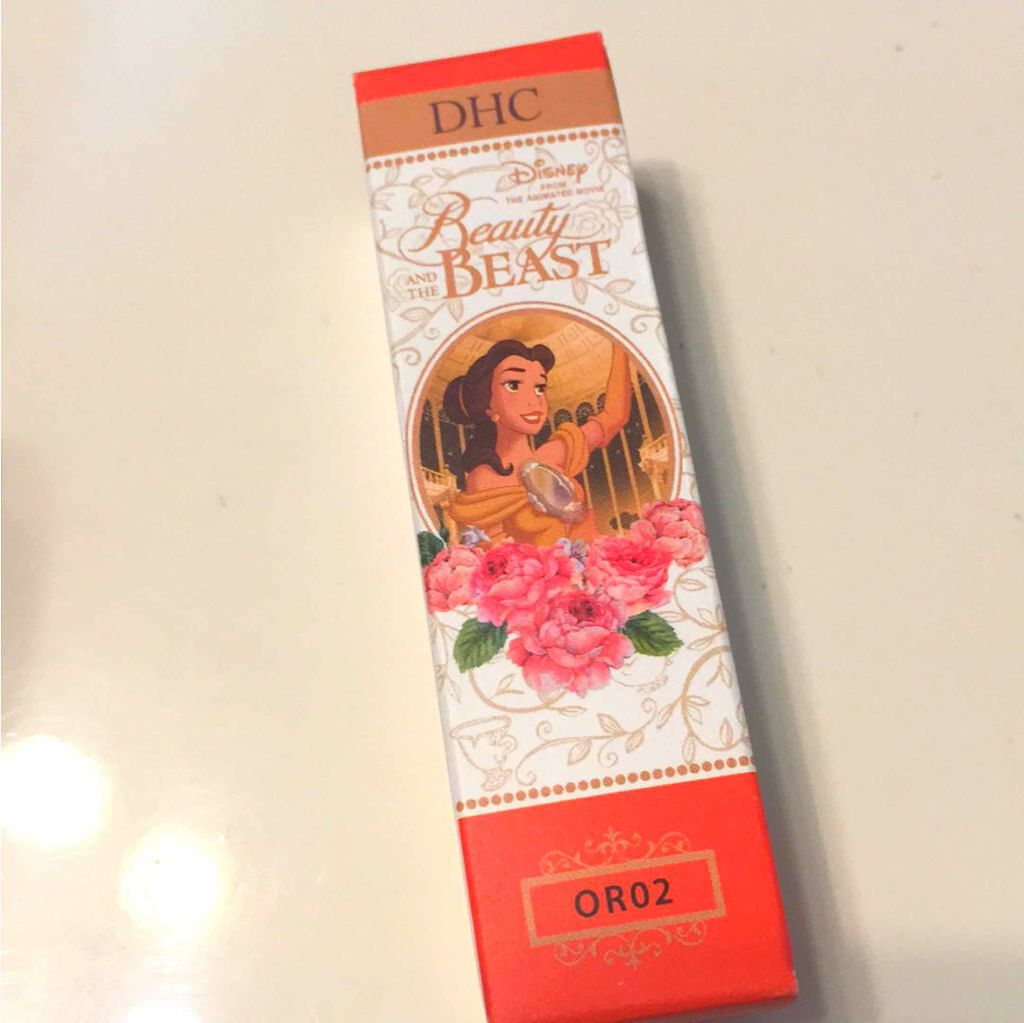 DHC
Disney
FROM
THE ANIMATED MOVIE
Beauty
AND THE BEAST
OR02